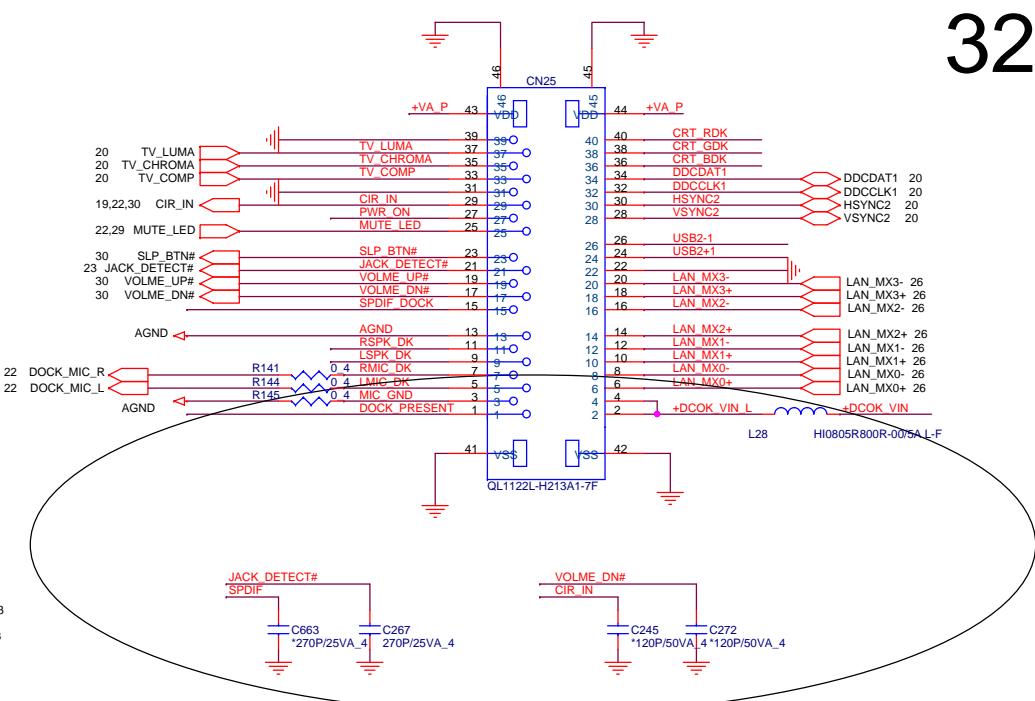 32
46
45
CN25
46
45
+VA_P 43 VDD
VDD 44 +VA_P
39 39
40 40 CRT_RDK
20 TV_LUMA TV_LUMA 37 37
38 38 CRT_GDK
20 TV_CHROMA TV_CHROMA 35 35
36 36 CRT_BDK
20 TV_COMP TV_COMP 33 33
34 34 DDCDAT1 DDCDAT1 20
31 31
32 32 DDCCLK1 DDCCLK1 20
19,22,30 CIR_IN CIR_IN 29 29
30 30 HSYNC2 HSYNC2 20
PWR_ON 27 27
28 28 VSYNC2 VSYNC2 20
22,29 MUTE_LED MUTE_LED 25 25
26 26 USB2-1
30 SLP_BTN# SLP_BTN# 23 23
24 24 USB2+1
23 JACK_DETECT# JACK_DETECT# 21 21
22 22
30 VOLME_UP# VOLME_UP# 19 19
20 20 LAN_MX3- LAN_MX3- 26
30 VOLME_DN# VOLME_DN# 17 17
18 18 LAN_MX3+ LAN_MX3+ 26
SPDIF_DOCK 15 15
16 16 LAN_MX2- LAN_MX2- 26
AGND AGND 13 13
14 14 LAN_MX2+ LAN_MX2+ 26
RSPK_DK 11 11
12 12 LAN_MX1- LAN_MX1- 26
LSPK_DK 9 9
10 10 LAN_MX1+ LAN_MX1+ 26
22 DOCK_MIC_R R141 0_4 RMIC_DK 7 7
8 8 LAN_MX0- LAN_MX0- 26
22 DOCK_MIC_L R144 0_4 LMIC_DK 5 5
6 6 LAN_MX0+ LAN_MX0+ 26
AGND R145 0_4 MIC_GND 3 3
4 4
DOCK_PRESENT 1 1
2 2 +DCOK_VIN_L +DCOK_VIN
L28 HI0805R800R-00/5A.L-F
41 VSS
VSS 42
QL1122L-H213A1-7F
JACK_DETECT#
SPDIF
C663
*270P/25VA_4
C267
270P/25VA_4
VOLME_DN#
CIR_IN
C245
*120P/50VA_4
C272
*120P/50VA_4